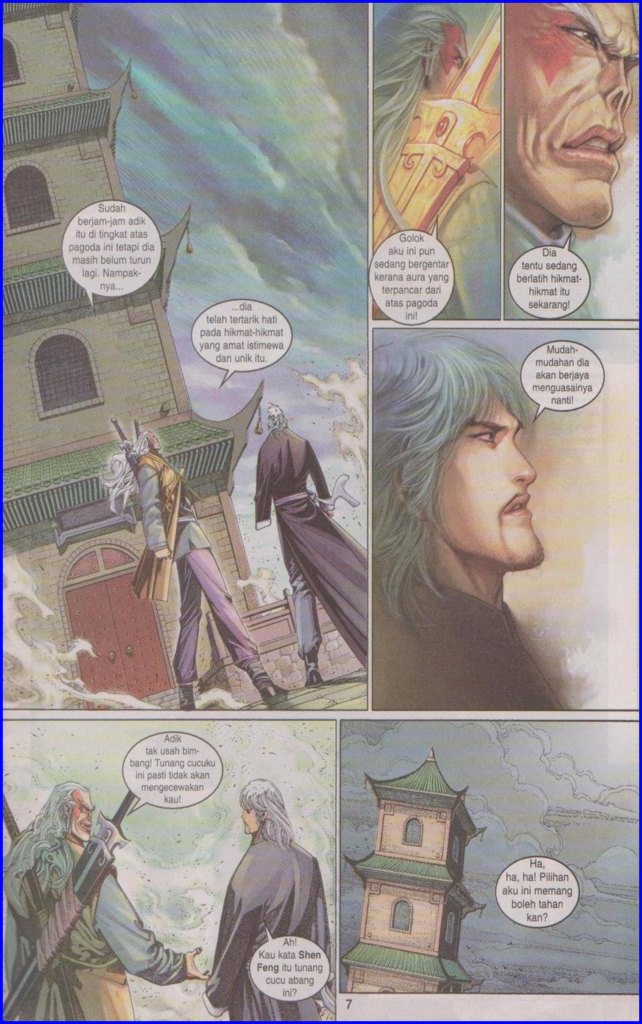 Sudah
berjam-jam adik
itu di tingkat atas
pagoda ini tetapi dia
masih belum turun
lagi. Nampak-
nya...
...dia
telah tertarik hati
pada hikmat-hikmat
yang amat istimewa
dan unik itu.
Golok
aku ini pun
sedang bergentar
kerana aura yang
terpancar dari
atas pagoda
ini!
Dia
tentu sedang
berlatih hikmat-
hikmat itu
sekarang!
Mudah-
mudahan dia
akan berjaya
menguasainya
nanti!
Adik
tak usah bim-
bang! Tunang cucuku
ini pasti tidak akan
mengecewakan
kau!
Ah!
Kau kata Shen
Feng itu tunang
cucu abang
ini?
Ha,
ha, ha! Pilihan
aku ini memang
boleh tahan
kan?
7